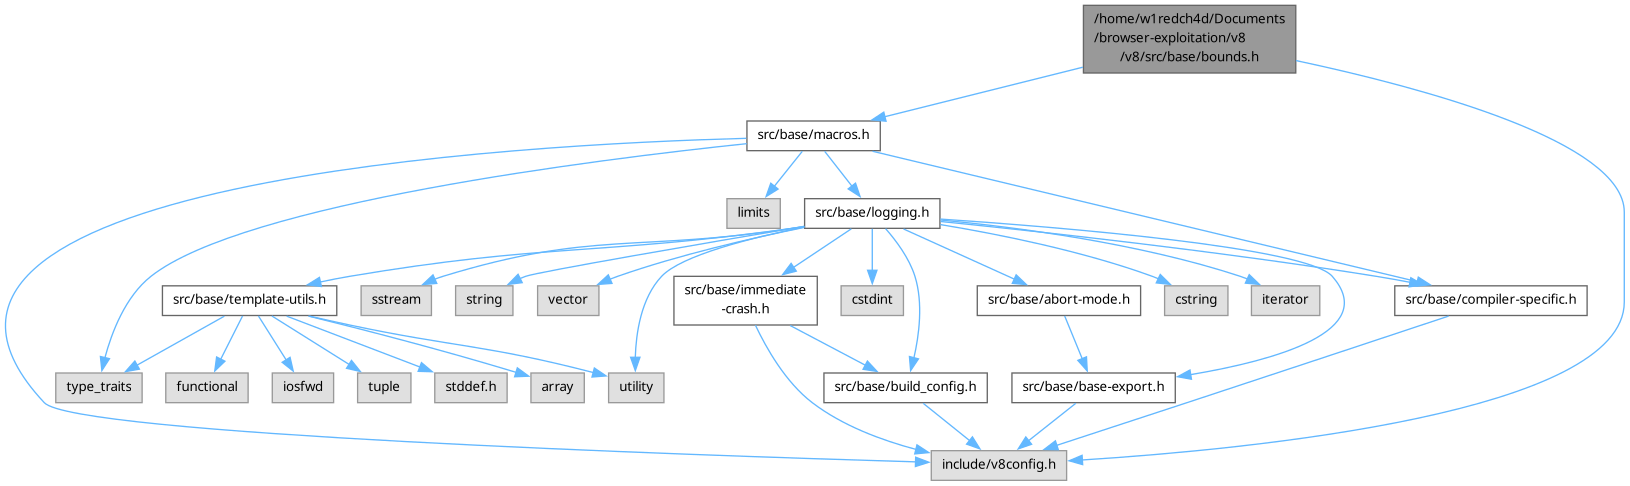 /home/w1redch4d/Documents
/browser-exploitation/v8
/v8/src/base/bounds.h
src/base/macros.h
limits
src/base/logging.h
src/base/template-utils.h
sstream
string
vector
src/base/immediate
-crash.h
cstdint
src/base/abort-mode.h
cstring
iterator
src/base/compiler-specific.h
type_traits
functional
iosfwd
tuple
stddef.h
array
utility
src/base/build_config.h
src/base/base-export.h
include/v8config.h